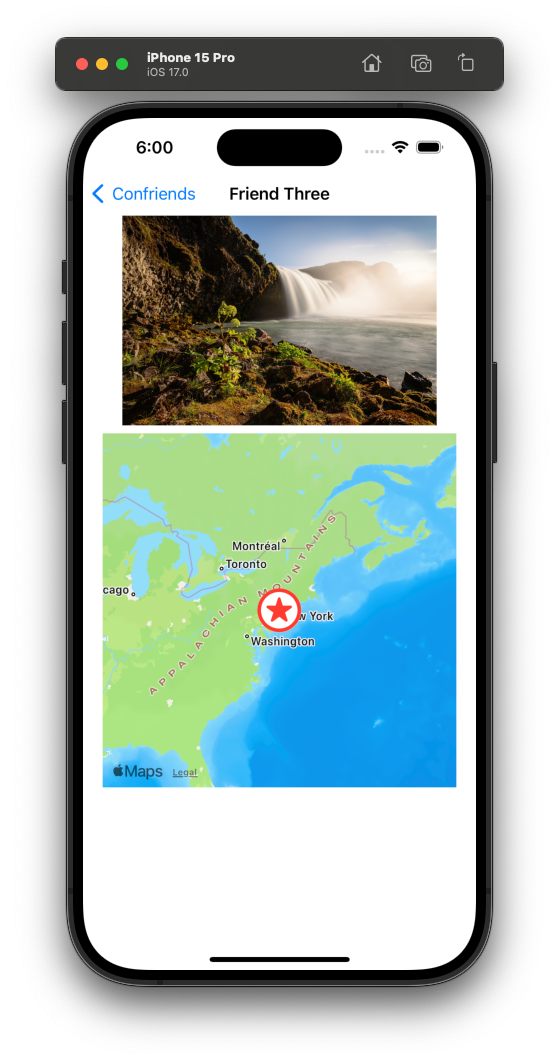 iPhone 15 Pro
iOS 17.0
6:00
Confriends
Friend Three
Montréal
Toronto
cago
APPALACHIAN MOUNTAINS
w York
Washington
Maps
Legal